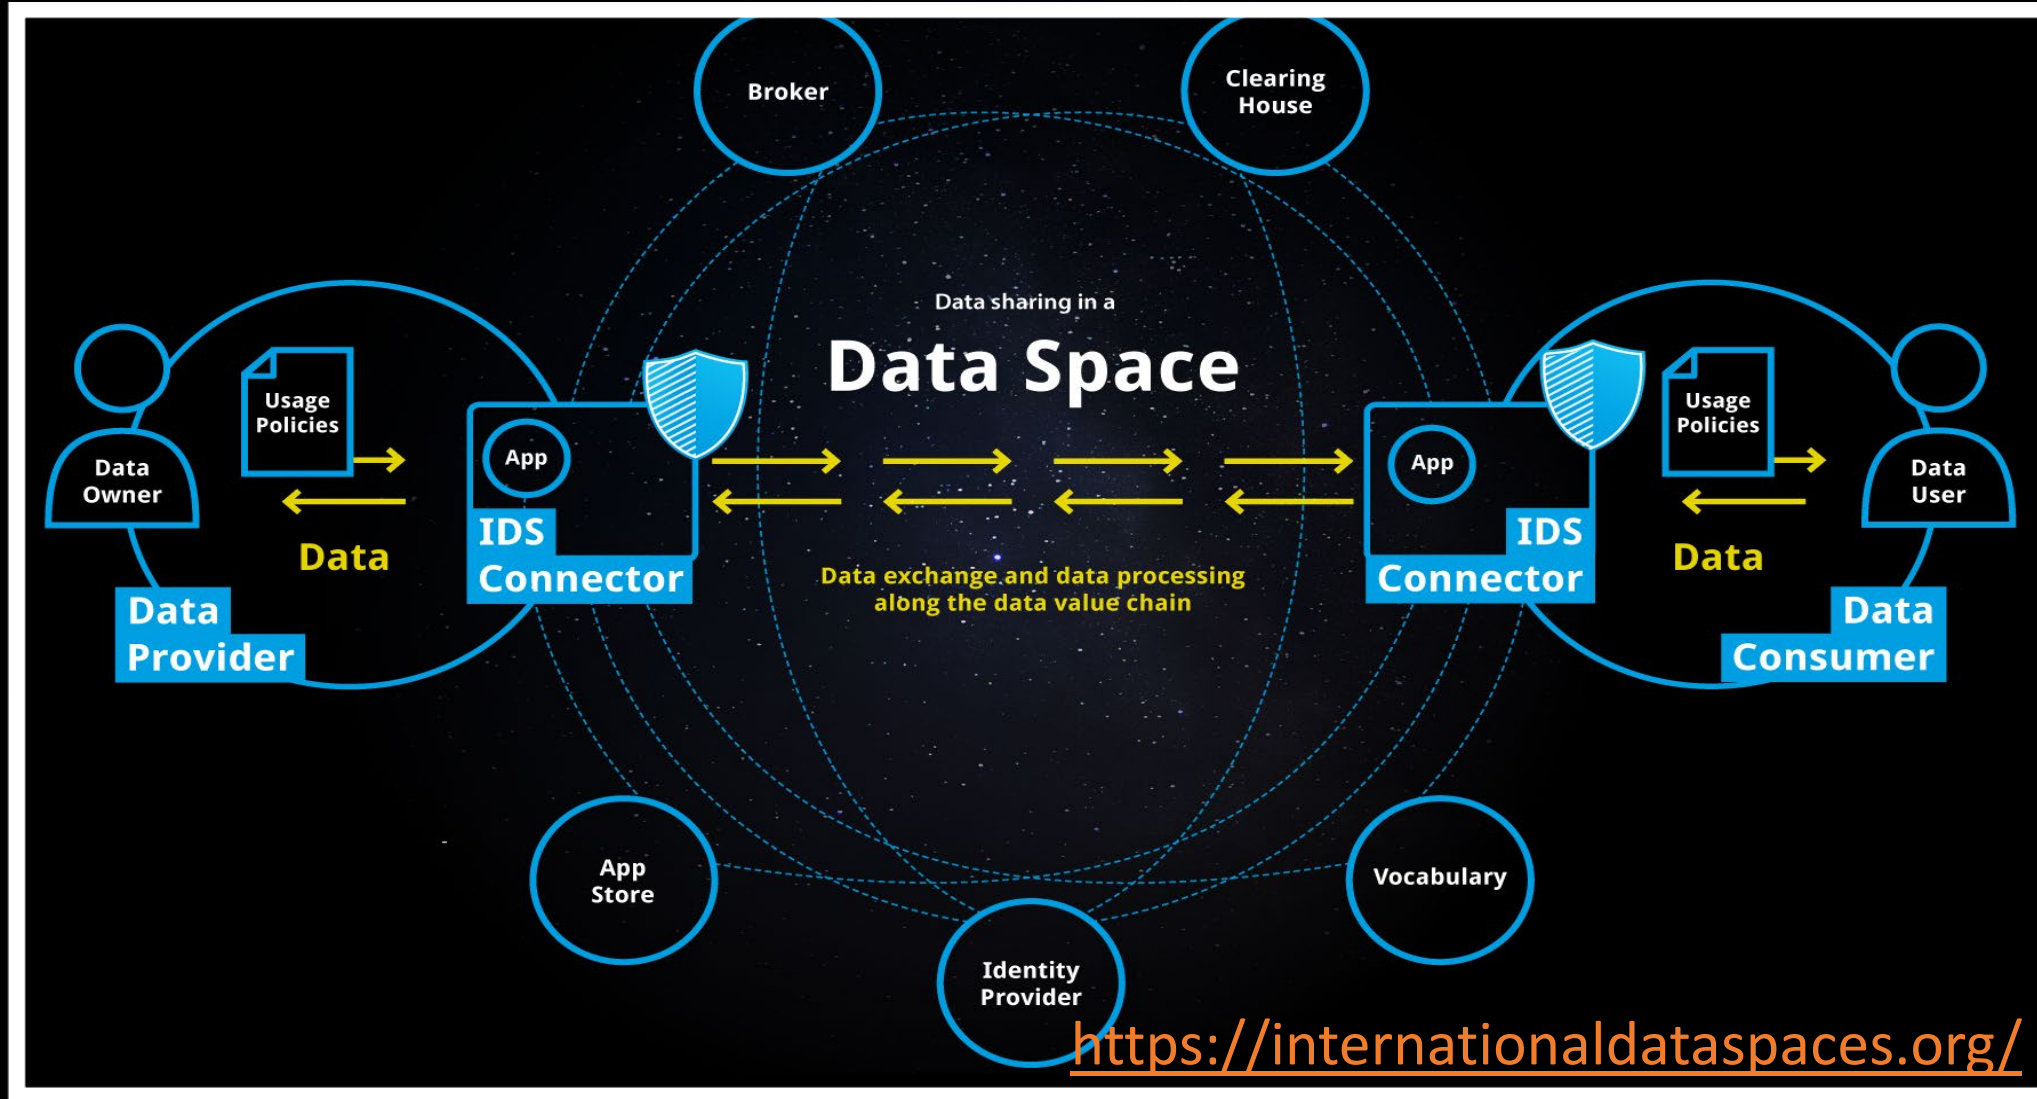 Broker
Clearing
House
Data sharing in a
Data Space
Usage
Policies
Data
Owner
App
IDS
Connector
Data
Data
Provider
Data exchange and data processing
along the data value chain
App
IDS
Connector
Usage
Policies
Data
User
Data
Data
Consumer
App
Store
Vocabulary
Identity
Provider
https://internationaldataspaces.org/